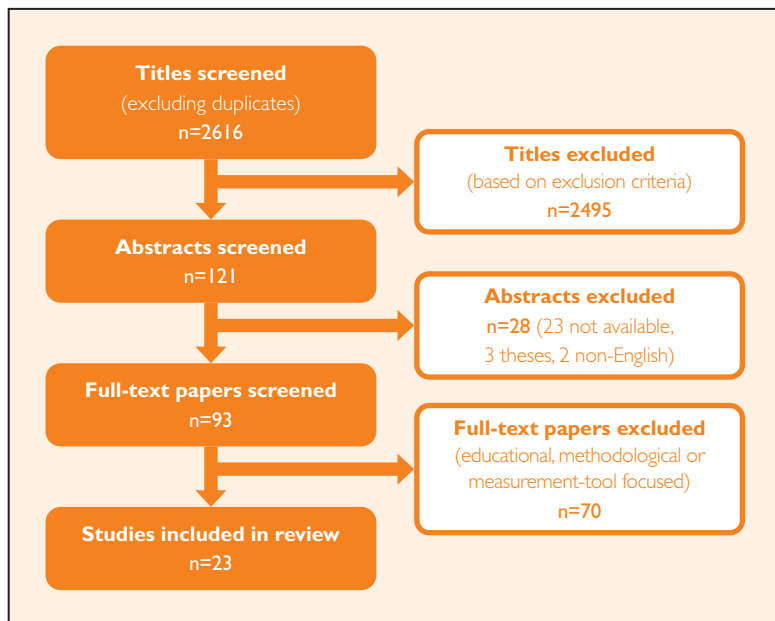 Titles screened
(excluding duplicates)
n=2616
Titles excluded
(based on exclusion criteria)
n=2495
Abstracts screened
n=121
Abstracts excluded
n=28 (23 not available,
3 theses, 2 non-English)
Full-text papers screened
n=93
Full-text papers excluded
(educational, methodological or
measurement-tool focused)
n=70
Studies included in review
n=23